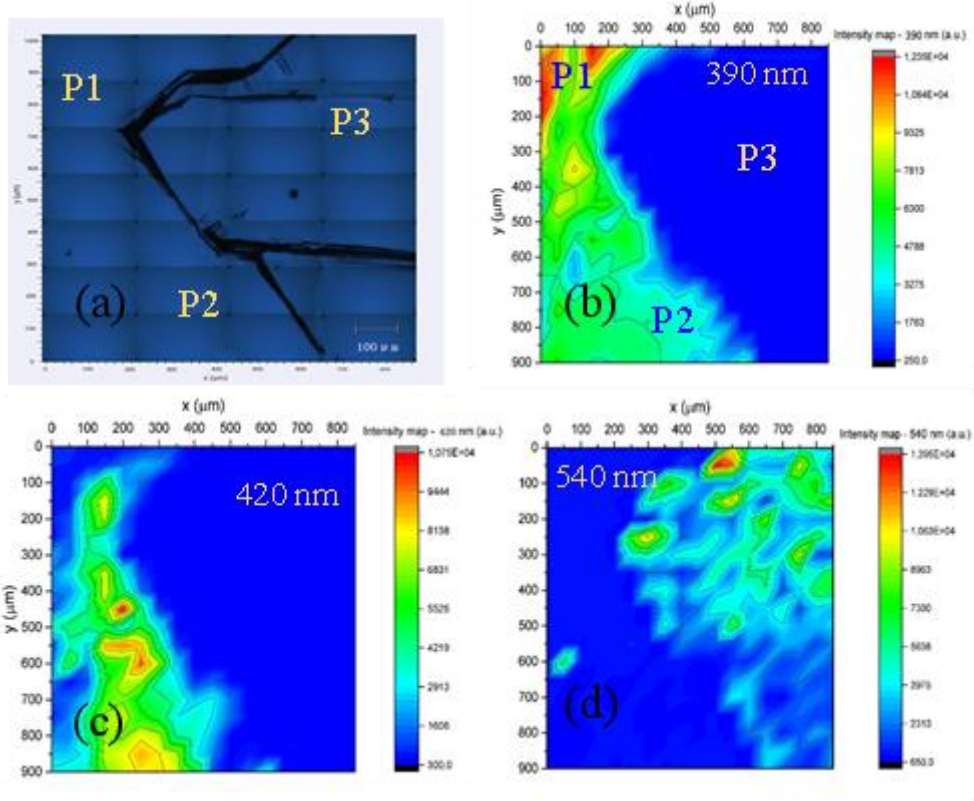 P1
P3
P2
(a)
100 μm
x (μm)
0 100 200 300 400 500 600 700 800
y (μm)
0
100
200
300
400
500
600
700
800
900
P1
390 nm
P3
P2
(b)
Intensity map - 390 nm (a.u.)
1,235E+04
1,084E+04
9325
7813
6300
4788
3275
1763
250.0
x (μm)
0 100 200 300 400 500 600 700 800
y (μm)
0
100
200
300
400
500
600
700
800
900
420 nm
(c)
Intensity map - 420 nm (a.u.)
1,075E+04
9444
8138
6831
5525
4219
2913
1606
300.0
x (μm)
0 100 200 300 400 500 600 700 800
0
100
200
300
400
500
600
700
800
900
540 nm
(d)
Intensity map - 540 nm (a.u.)
1,395E+04
1,229E+04
1,063E+04
8963
7300
5638
3975
2313
650.0